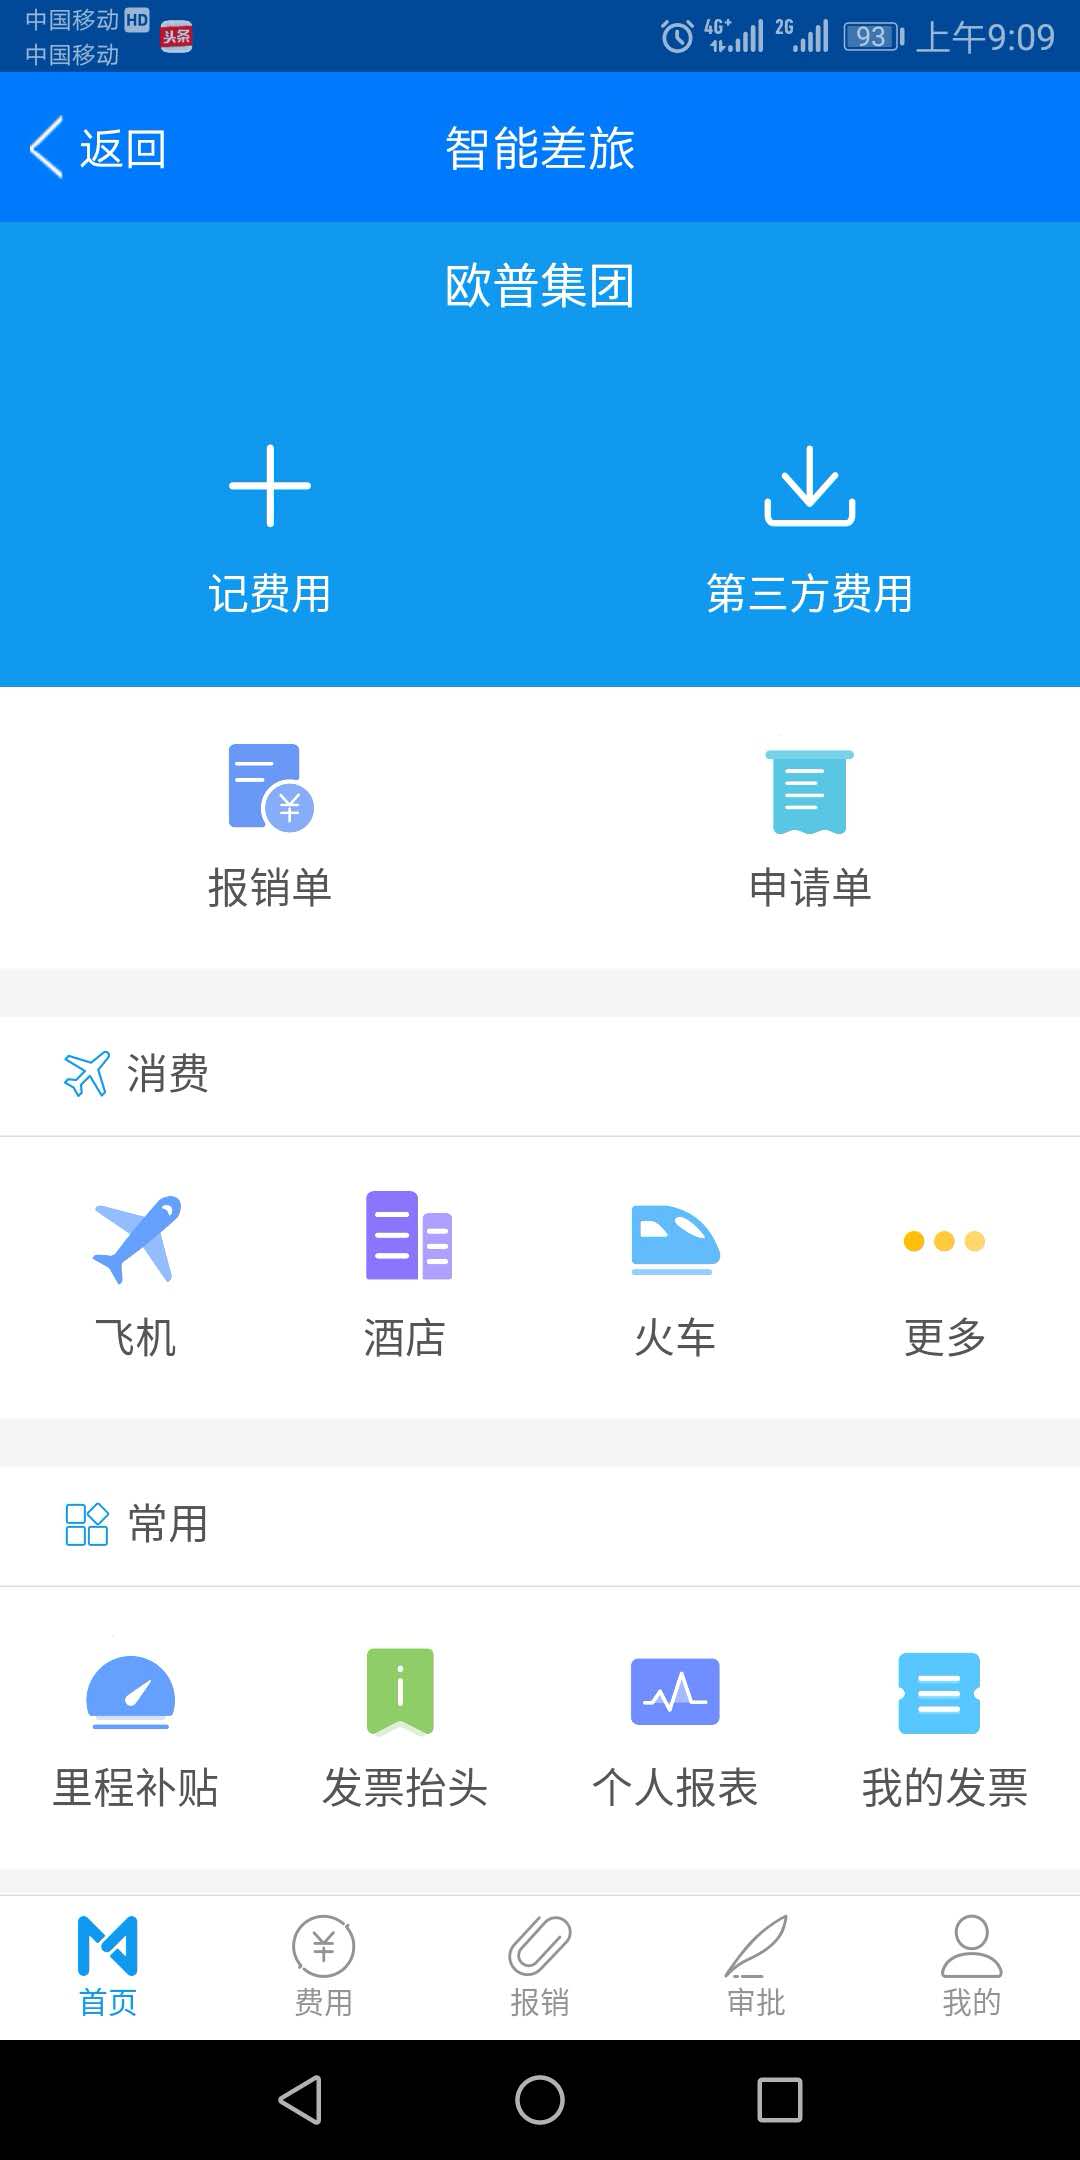 中国移动 HD
中国移动
头条
4G+ 2G 93 上午9:09
返回 智能差旅
欧普集团
记费用 第三方费用
报销单 申请单
消费
飞机 酒店 火车 更多
常用
里程补贴 发票抬头 个人报表 我的发票
首页 费用 报销 审批 我的